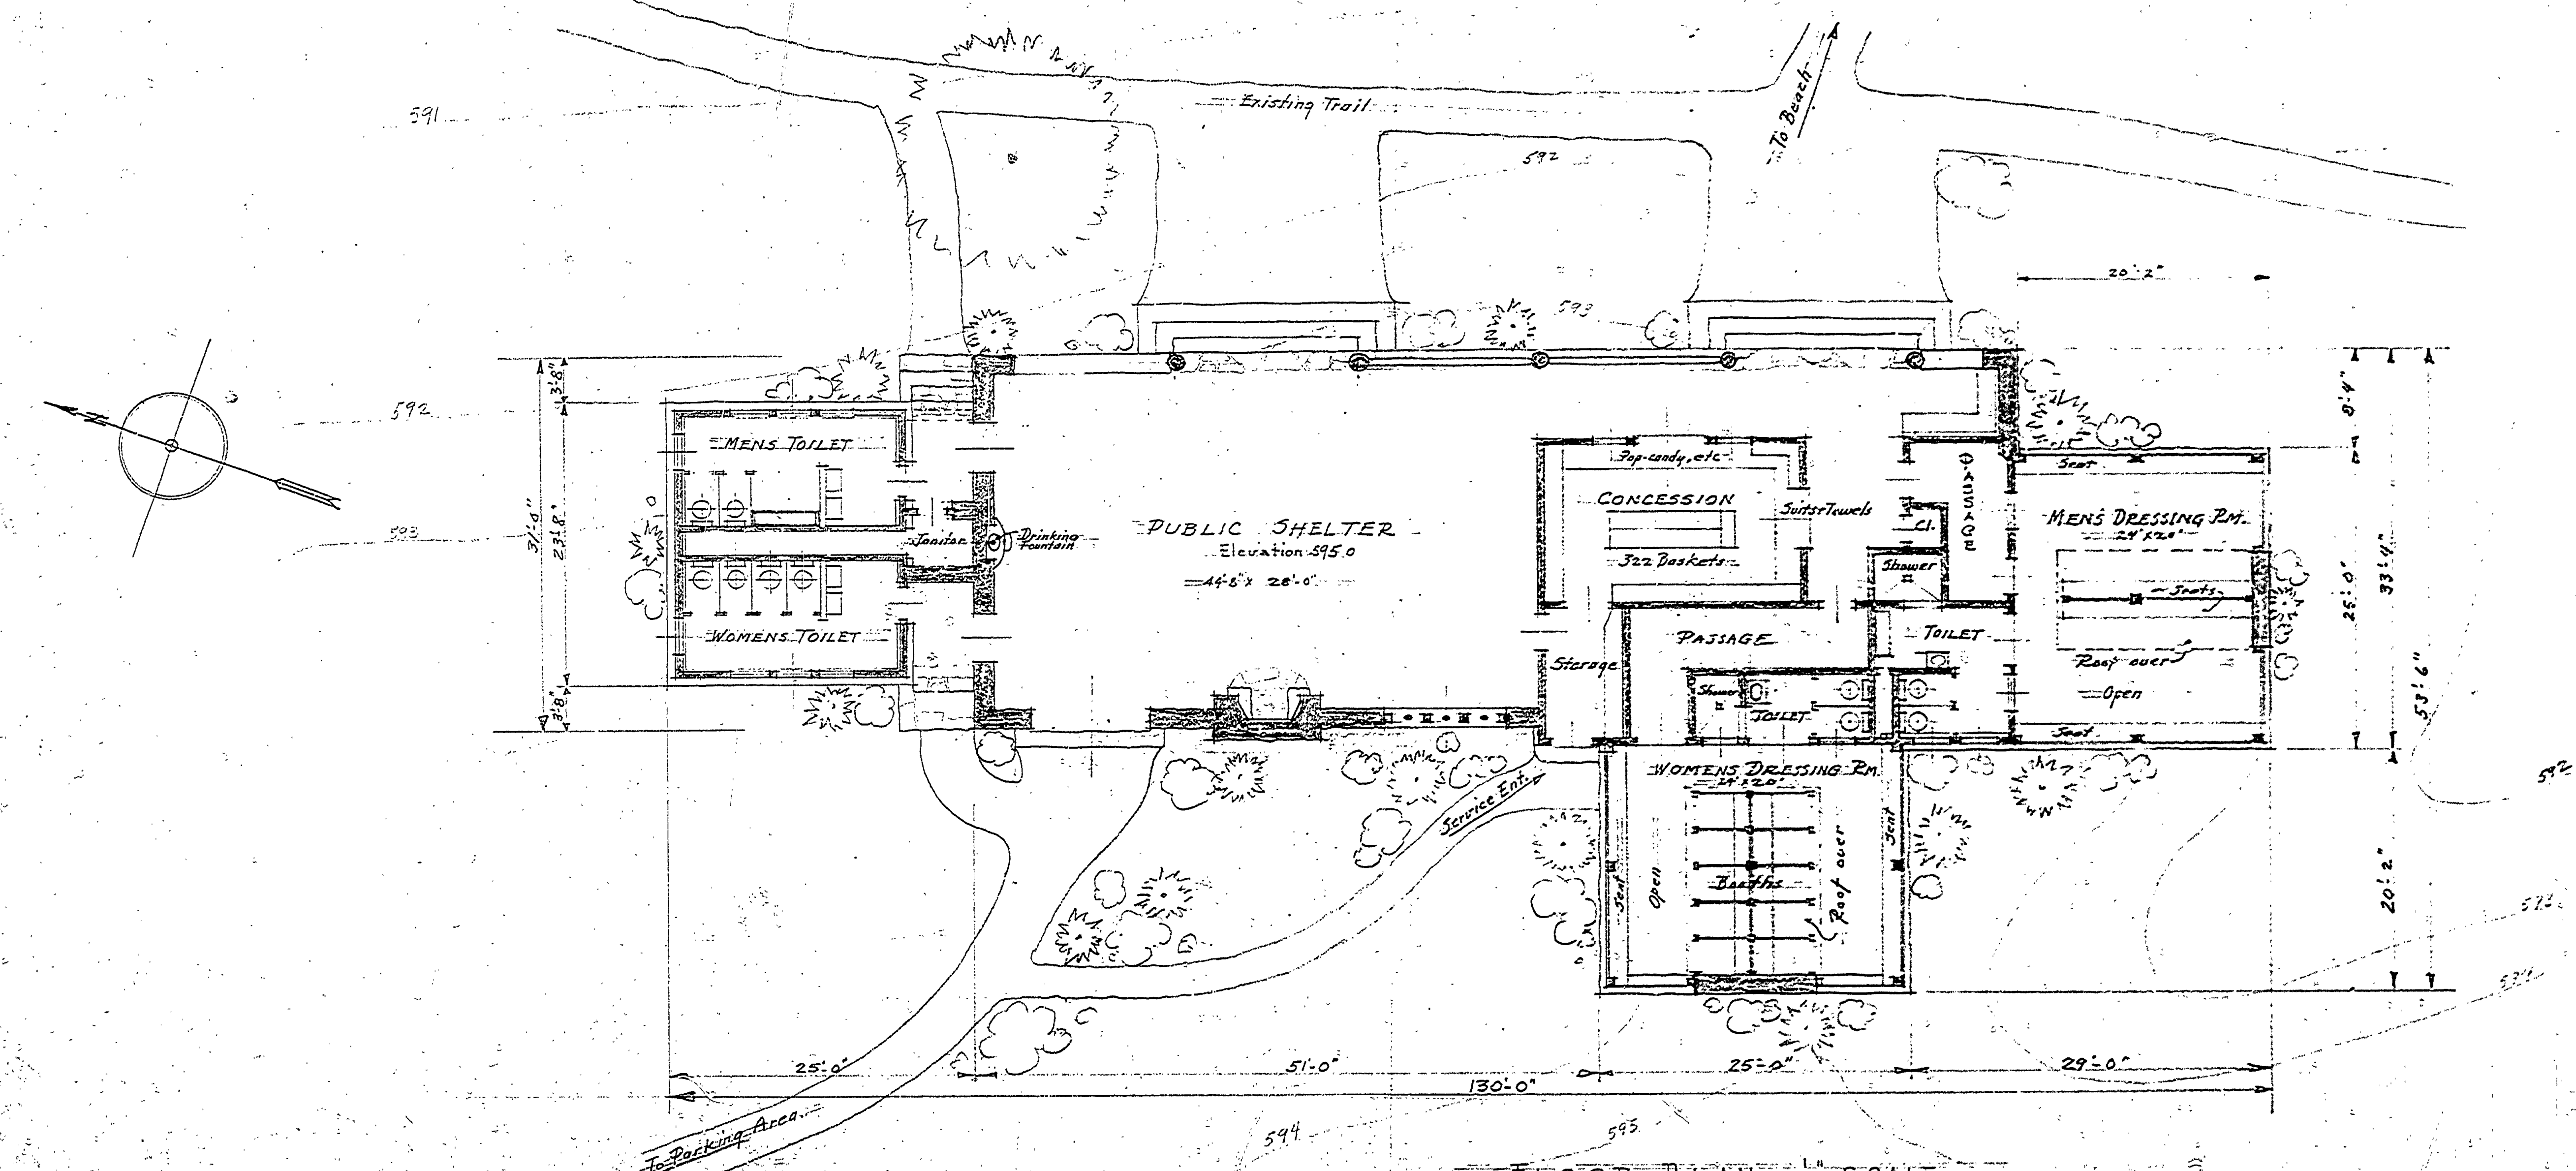 591
Existing Trail
To Beach
592
20'-2"
593
3'-8"
8'-4"
N
592
MENS TOILET
Pop-candy, etc
PASSAGE
Seat
CONCESSION
Suits & Towels
MENS DRESSING RM.
24' x 20'
31'-0"
23'-8"
593
Janitor
Drinking
Fountain
PUBLIC SHELTER
Elevation 595.0
44'-8" x 28'-0"
322 Baskets
Cl.
Shower
Seats
25'-0"
33'-4"
53'-6"
WOMENS TOILET
PASSAGE
TOILET
Roof over
Storage
Open
3'-8"
Shower
TOILET
Seat
WOMENS DRESSING RM.
24' x 20'
592
Service Ent.
Seat
Open
Booths
Roof over
Seat
20'-2"
593
594
25'-0"
51'-0"
25'-0"
29'-0"
130'-0"
To Parking Area
594
595